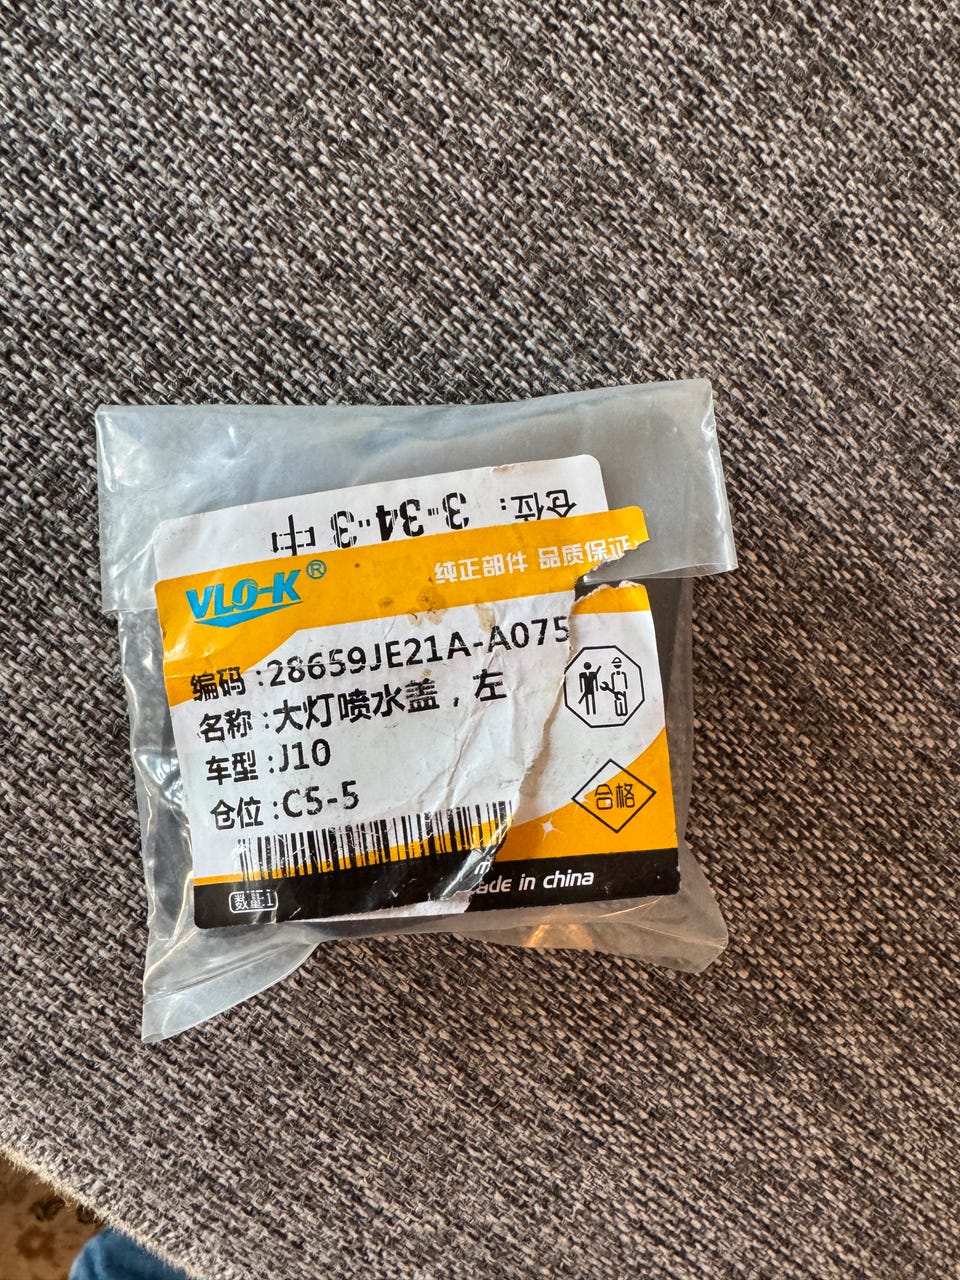 仓位：3-34-3 中
VLO-K®
纯正部件 品质保证
编码:28659JE21A-A075
名称:大灯喷水盖，左
车型:J10
仓位:C5-5
合格
made in china
数量:1